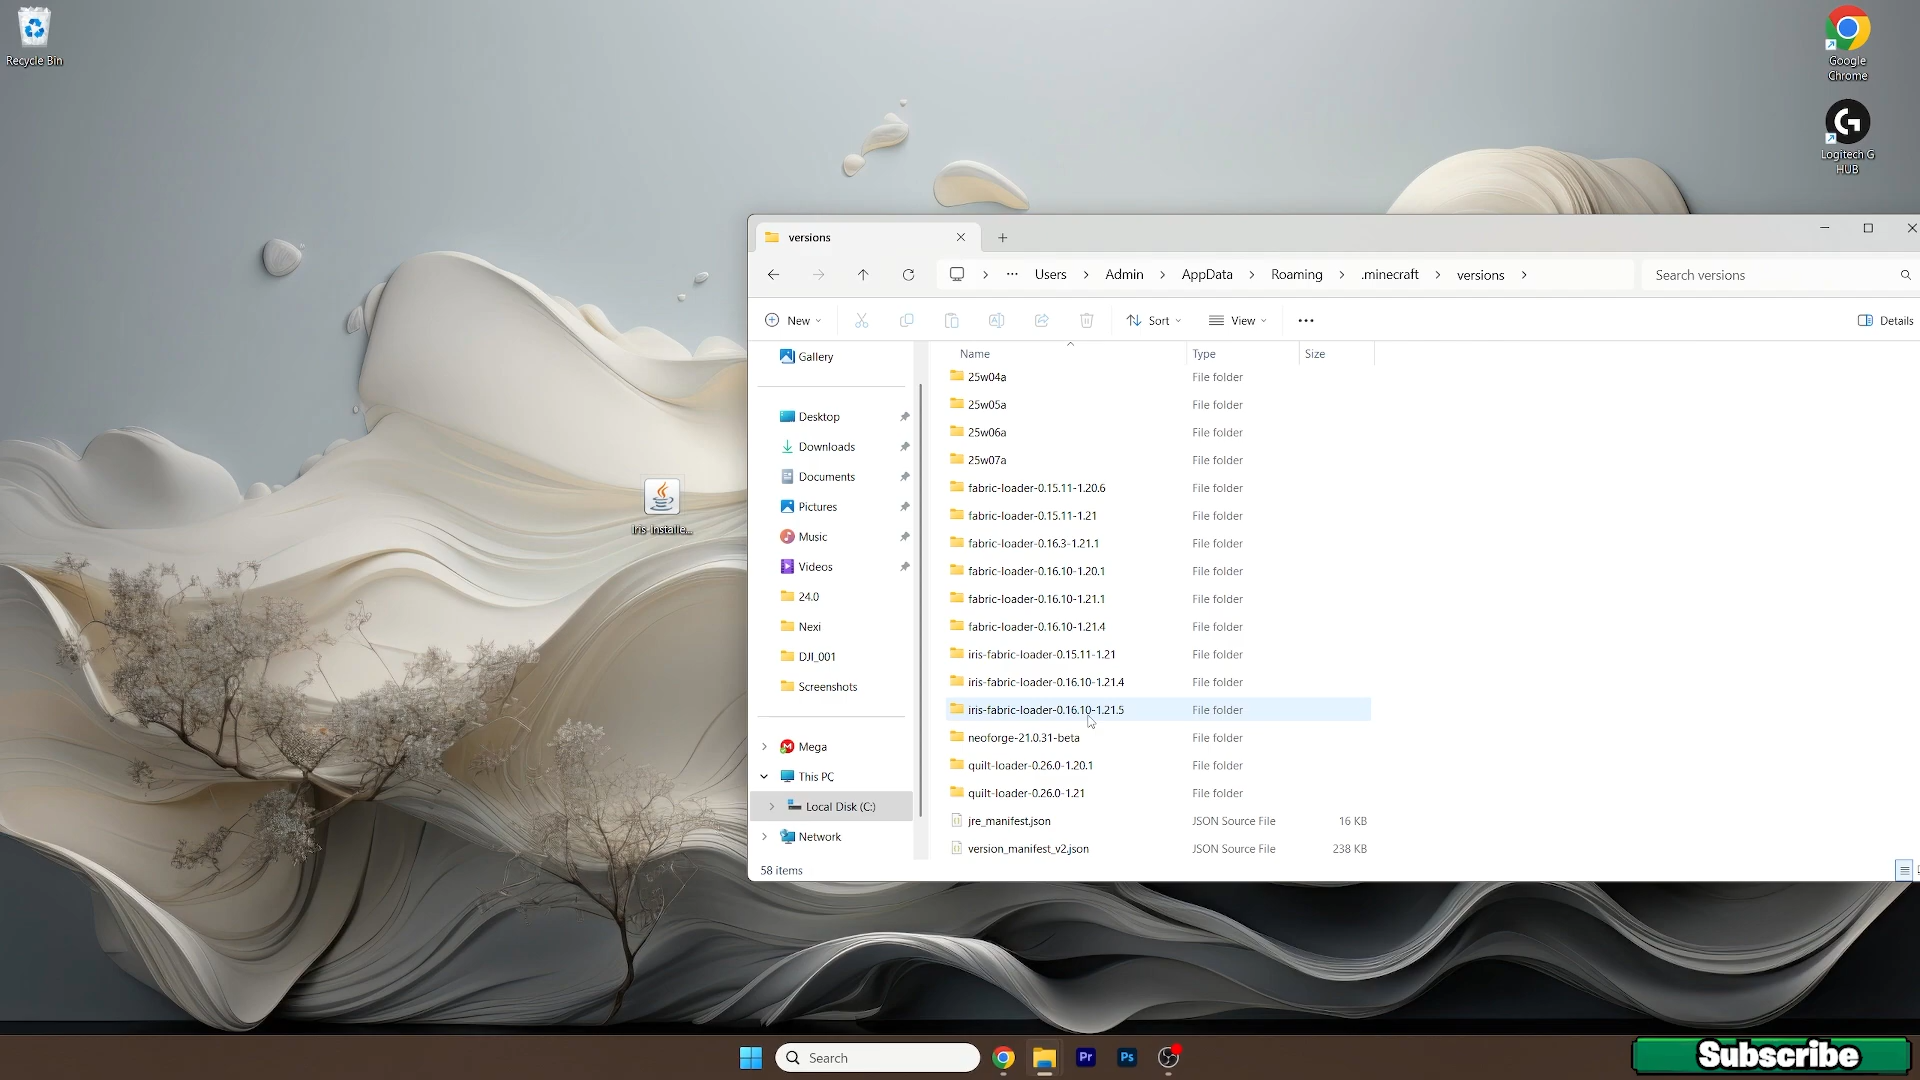 Recycle Bin
Google
Chrome
Logitech G
HUB
Iris-Installe...
versions
Users
Admin
AppData
Roaming
.minecraft
versions
Search versions
New
Sort
View
Details
Gallery
Desktop
Downloads
Documents
Pictures
Music
Videos
24.0
Nexi
DJI_001
Screenshots
Mega
This PC
Local Disk (C:)
Network
Name Type Size
25w04a File folder
25w05a File folder
25w06a File folder
25w07a File folder
fabric-loader-0.15.11-1.20.6 File folder
fabric-loader-0.15.11-1.21 File folder
fabric-loader-0.16.3-1.21.1 File folder
fabric-loader-0.16.10-1.20.1 File folder
fabric-loader-0.16.10-1.21.1 File folder
fabric-loader-0.16.10-1.21.4 File folder
iris-fabric-loader-0.15.11-1.21 File folder
iris-fabric-loader-0.16.10-1.21.4 File folder
iris-fabric-loader-0.16.10-1.21.5 File folder
neoforge-21.0.31-beta File folder
quilt-loader-0.26.0-1.20.1 File folder
quilt-loader-0.26.0-1.21 File folder
jre_manifest.json JSON Source File 16 KB
version_manifest_v2.json JSON Source File 238 KB
58 items
Search
Pr
Ps
Subscribe